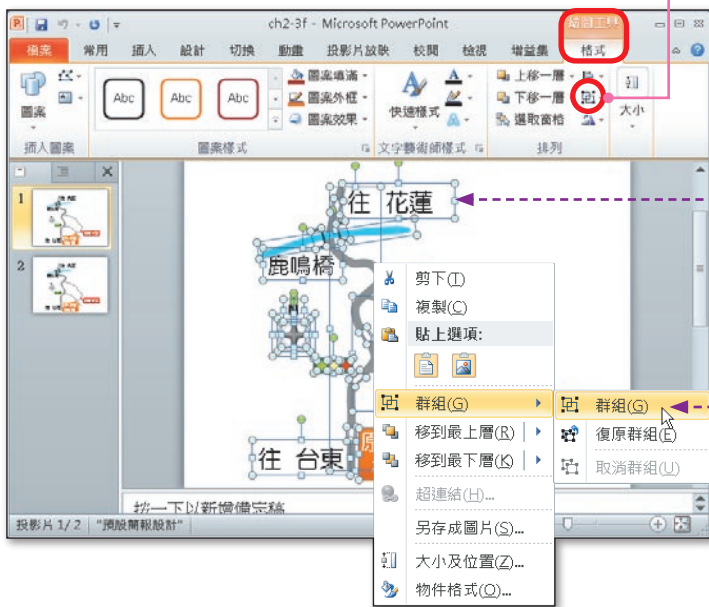 ch2-3f - Microsoft PowerPoint
繪圖工具
檔案 常用 插入 設計 切換 動畫 投影片放映 校閱 檢視 增益集 格式
圖案
Abc Abc Abc
圖案填滿
圖案外框
圖案效果
快速樣式
上移一層
下移一層
選取窗格
大小
插入圖案 圖案樣式 文字藝術師樣式 排列
1
2
往 花蓮
鹿鳴橋
N
往 台東
原
剪下(T)
複製(C)
貼上選項:
群組(G)
移到最上層(R)
移到最下層(K)
超連結(H)...
另存成圖片(S)...
大小及位置(Z)...
物件格式(O)...
群組(G)
復原群組(E)
取消群組(U)
按一下以新增備忘稿
投影片 1/2 "預設簡報設計"